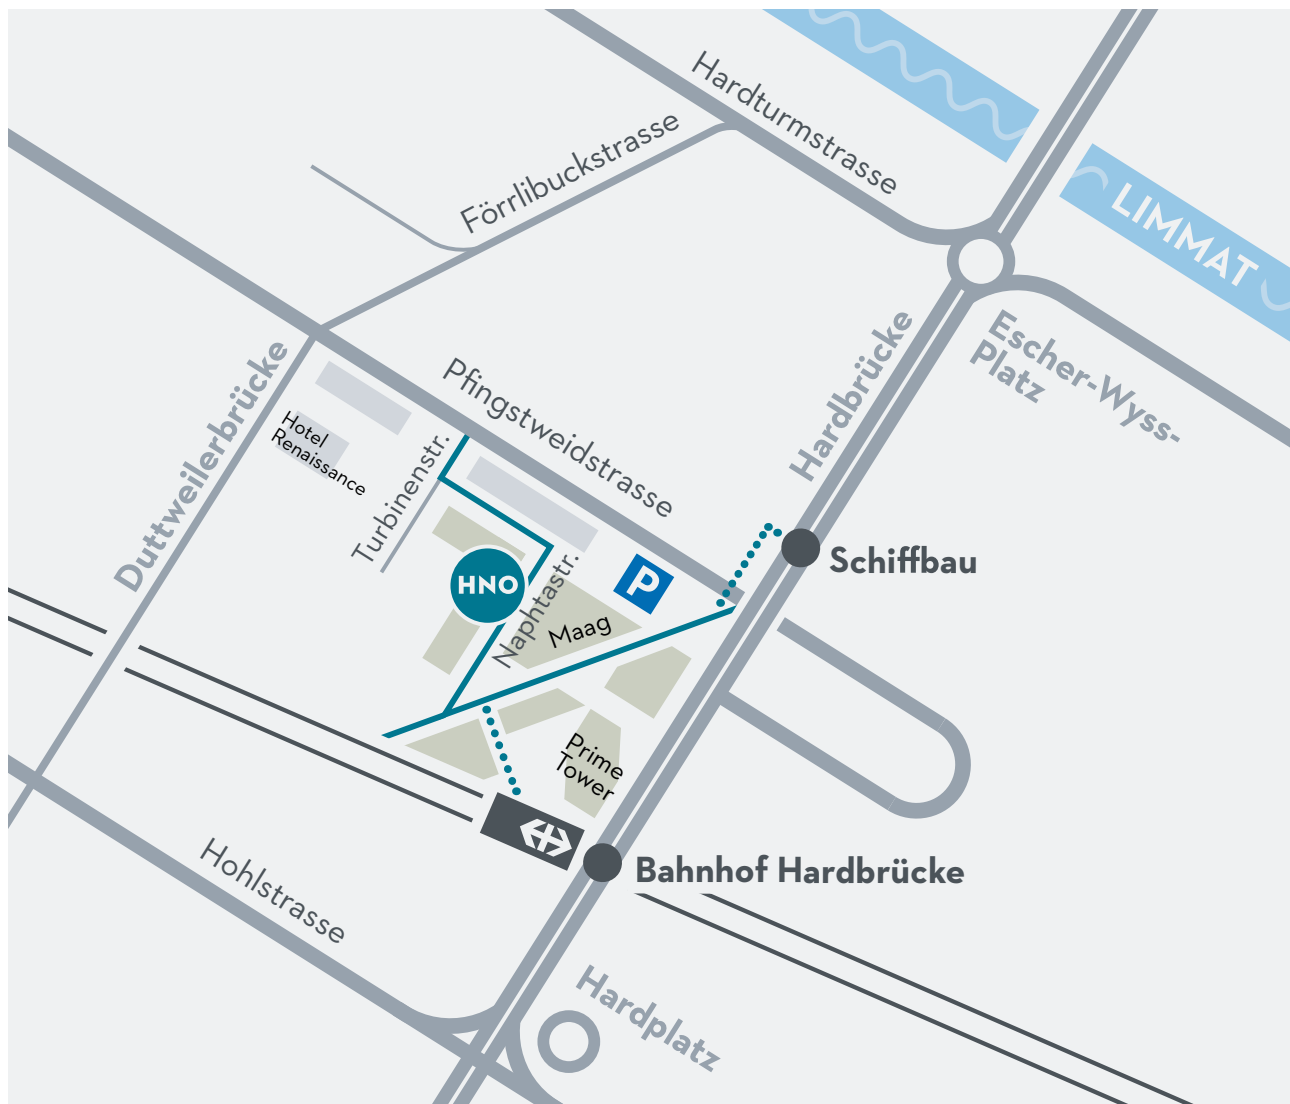 Hardturmstrasse
Förrlibuckstrasse
LIMMAT
Escher-Wyss-
Platz
Hardbrücke
Duttweilerbrücke
Pfingstweidstrasse
Hotel
Renaissance
Turbinenstr.
HNO
Naphtastr.
P
Maag
Schiffbau
Prime
Tower
Bahnhof Hardbrücke
Hohlstrasse
Hardplatz